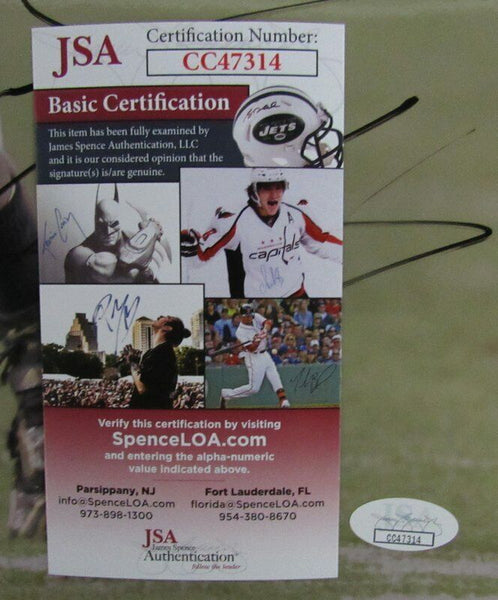 JSA
Certification Number:
CC47314
Basic Certification
This item has been fully examined by
James Spence Authentication, LLC
and it is our considered opinion that the
signature(s) is/are genuine.
JETS
capitals
Verify this certification by visiting
SpenceLOA.com
and entering the alpha-numeric
value indicated above.
Parsippany, NJ
info@SpenceLOA.com
973-898-1300
Fort Lauderdale, FL
florida@SpenceLOA.com
954-380-8670
JSA
James Spence
Authentication
follow the leader
CC47314